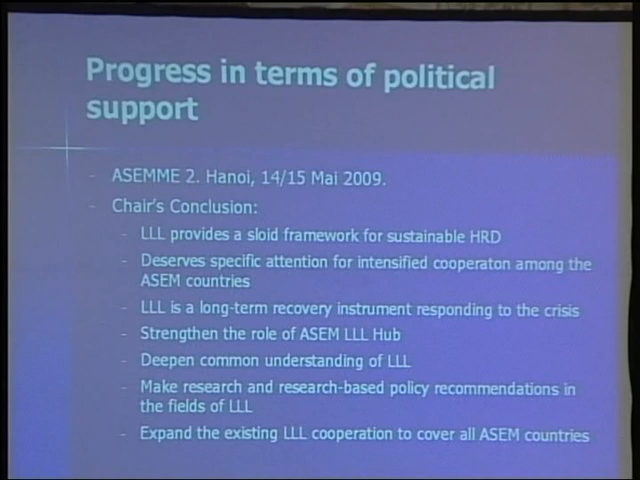 Progress in terms of political
support
- ASEMME 2. Hanoi, 14/15 Mai 2009.
- Chair's Conclusion:
- LLL provides a sloid framework for sustainable HRD
- Deserves specific attention for intensified cooperaton among the
ASEM countries
- LLL is a long-term recovery instrument responding to the crisis
- Strengthen the role of ASEM LLL Hub
- Deepen common understanding of LLL
- Make research and research-based policy recommendations in
the fields of LLL
- Expand the existing LLL cooperation to cover all ASEM countries